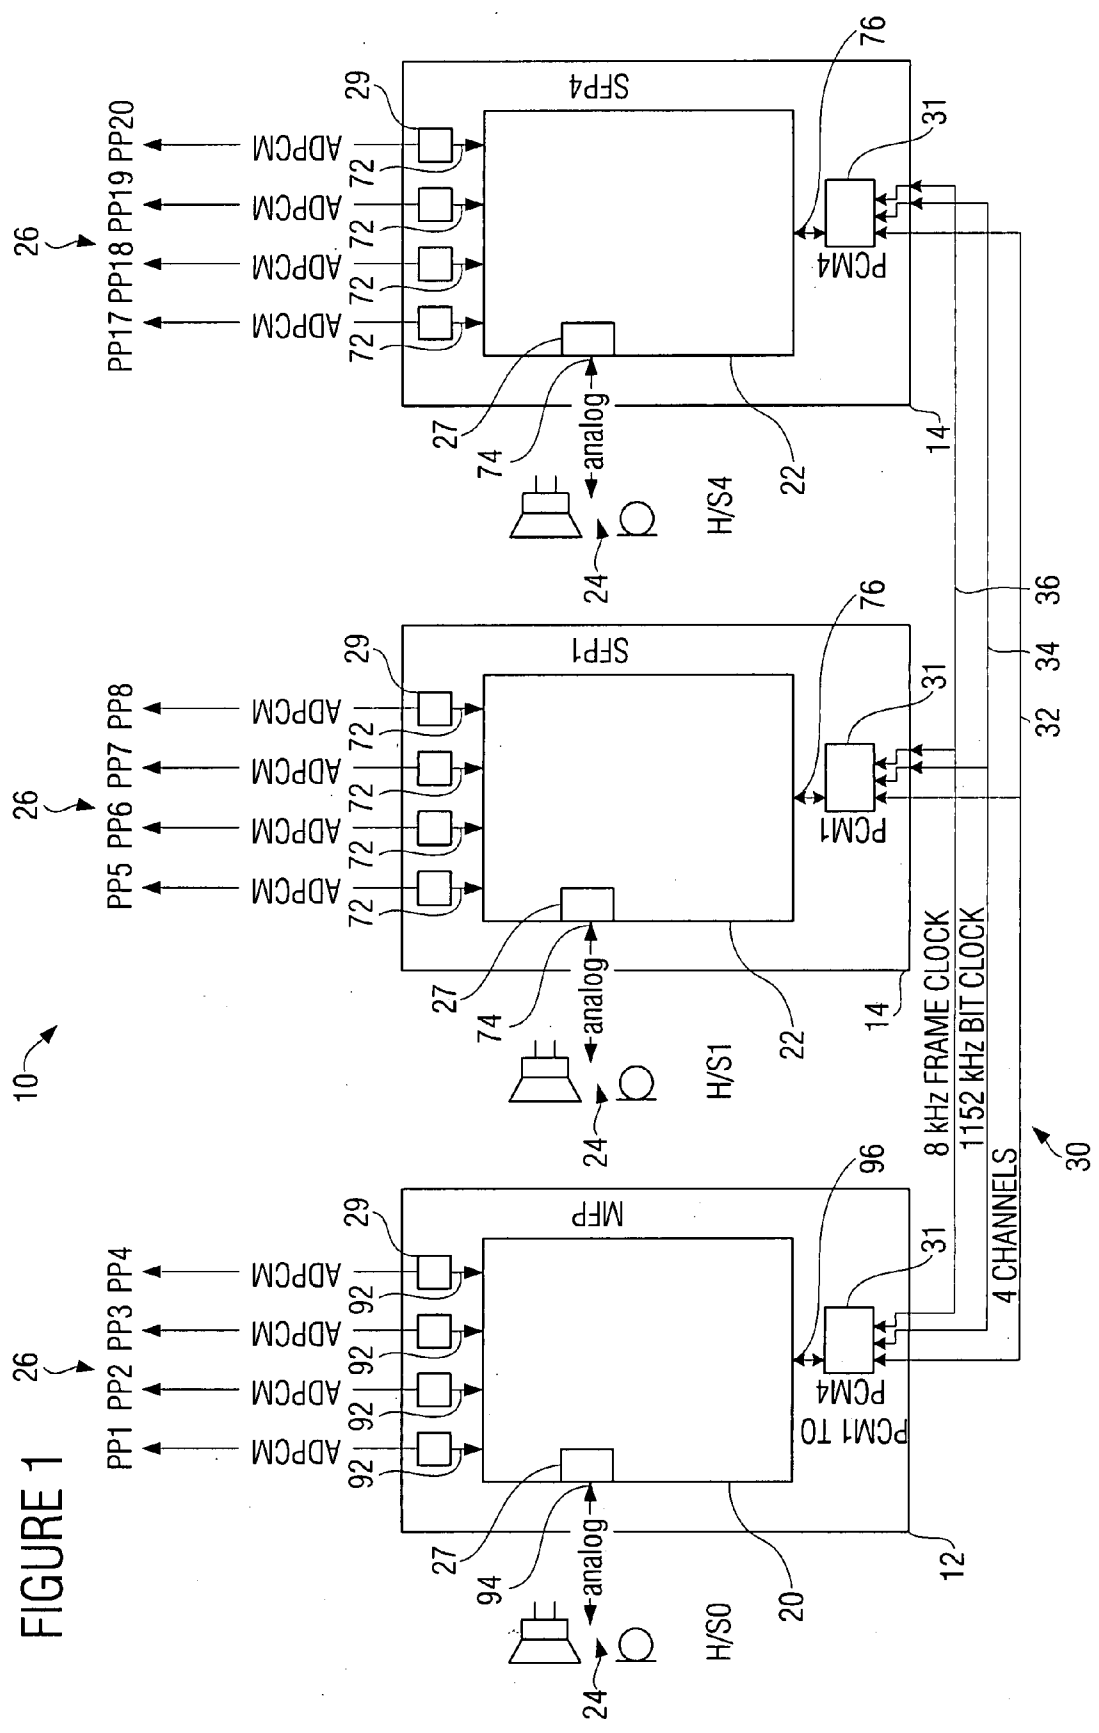 FIGURE 1
10
26
PP1 PP2 PP3 PP4
ADPCM ADPCM ADPCM ADPCM
92 92 92 92 29
27
94
analog
24
H/S0
20
12
MFP
PCM1 TO
PCM4
96
31
26
PP5 PP6 PP7 PP8
ADPCM ADPCM ADPCM ADPCM
72 72 72 72 29
27
74
analog
24
H/S1
22
14
SFP1
PCM1
76
31
26
PP17 PP18 PP19 PP20
ADPCM ADPCM ADPCM ADPCM
72 72 72 72 29
27
74
analog
24
H/S4
22
14
SFP4
PCM4
76
31
8 kHz FRAME CLOCK
1152 kHz BIT CLOCK
4 CHANNELS
30
32
34
36